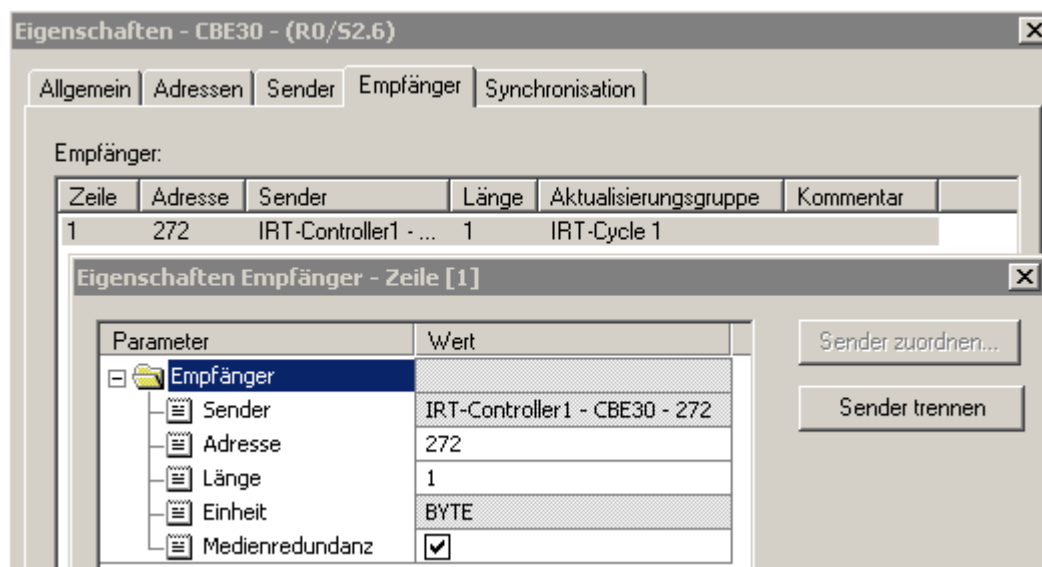 Eigenschaften - CBE30 - (R0/S2.6)
Allgemein Adressen Sender Empfänger Synchronisation
Empfänger:
Zeile Adresse Sender Länge Aktualisierungsgruppe Kommentar
1 272 IRT-Controller1 - ... 1 IRT-Cycle 1
Eigenschaften Empfänger - Zeile [1]
Parameter Wert Sender zuordnen...
Empfänger
Sender IRT-Controller1 - CBE30 - 272 Sender trennen
Adresse 272
Länge 1
Einheit BYTE
Medienredundanz